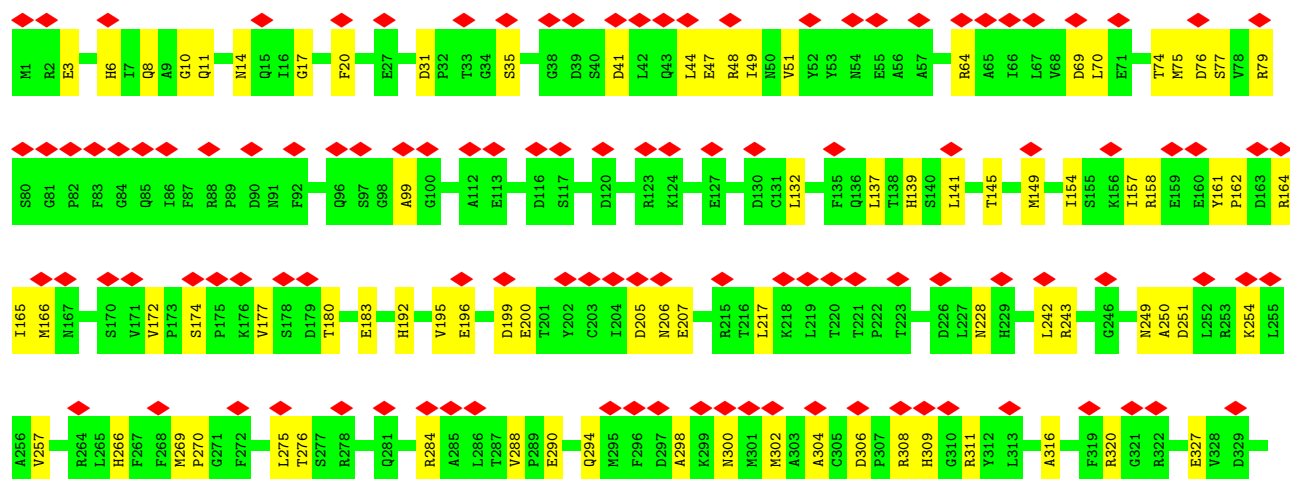 M1 R2 E3 H6 I7 Q8 A9 G10 Q11 N14 Q15 I16 G17 F20 E27 D31 P32 T33 G34 S35 G38 D39 S40 D41 L42 Q43 L44 E47 R48 I49 N50 V51 Y52 Y53 N54 E55 A56 A57 R64 A65 I66 L67 V68 D69 L70 E71 T74 M75 D76 S77 V78 R79
S80 G81 P82 F83 G84 Q85 I86 F87 R88 P89 D90 N91 F92 Q96 S97 G98 A99 G100 A112 E113 D116 S117 D120 R123 K124 E127 D130 C131 L132 F135 Q136 L137 T138 H139 S140 L141 T145 M149 I154 S155 K156 I157 R158 E159 E160 Y161 P162 D163 R164
I165 M166 N167 S170 V171 V172 P173 S174 P175 K176 V177 S178 D179 T180 E183 H192 V195 E196 D199 E200 T201 Y202 C203 I204 D205 N206 E207 R215 T216 L217 K218 L219 T220 T221 P222 T223 D226 L227 N228 H229 L242 R243 G246 N249 A250 D251 L252 R253 K254 L255
A256 V257 R264 L265 H266 F267 F268 M269 P270 G271 F272 L275 T276 S277 R278 Q281 R284 A285 L286 T287 V288 P289 E290 Q294 M295 F296 D297 A298 K299 N300 M301 M302 A303 A304 C305 D306 P307 R308 H309 G310 R311 Y312 L313 A316 F319 R320 G321 R322 E327 V328 D329